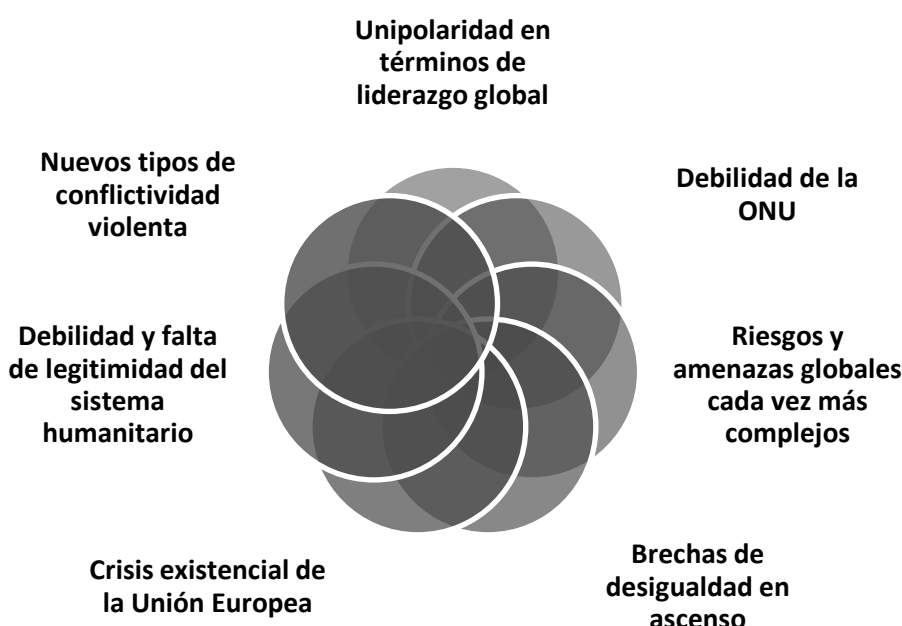 Unipolaridad en
términos de
liderazgo global
Debilidad de la
ONU
Riesgos y
amenazas globales
cada vez más
complejos
Brechas de
desigualdad en
ascenso
Crisis existencial de
la Unión Europea
Debilidad y falta
de legitimidad del
sistema
humanitario
Nuevos tipos de
conflictividad
violenta